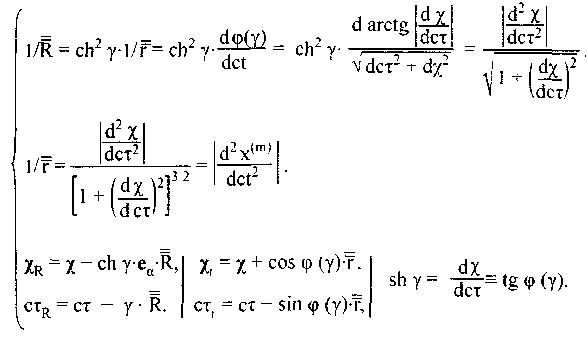 1/R̿ = ch² γ·1/r̿ = ch² γ·dφ(γ)/dct = ch² γ· d arctg |dχ/dcτ| / √(dcτ² + dχ²) = |d²χ/dcτ²| / √(1 + (dχ/dcτ)²).
1/r̿ = |d²χ/dcτ²| / [1 + (dχ/dcτ)²]^(3/2) = |d²x⁽ᵐ⁾/dct²|.
χ_R = χ − ch γ·e_α·R̿, | χ_r = χ + cos φ (γ)·r̿. | sh γ = dχ/dcτ ≡ tg φ (γ).
cτ_R = cτ − γ · R̿. | cτ_r = cτ − sin φ (γ)·r̿, |